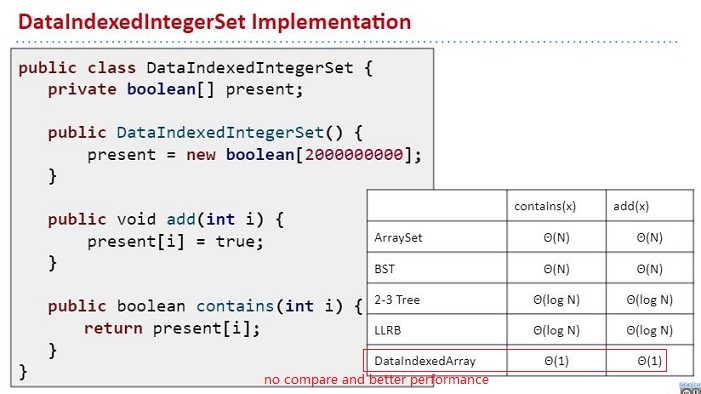 DataIndexedIntegerSet Implementation
public class DataIndexedIntegerSet {
private boolean[] present;
public DataIndexedIntegerSet() {
present = new boolean[2000000000];
}
public void add(int i) {
present[i] = true;
}
public boolean contains(int i) {
return present[i];
}
}
contains(x) add(x)
ArraySet Θ(N) Θ(N)
BST Θ(N) Θ(N)
2-3 Tree Θ(log N) Θ(log N)
LLRB Θ(log N) Θ(log N)
DataIndexedArray Θ(1) Θ(1)
no compare and better performance